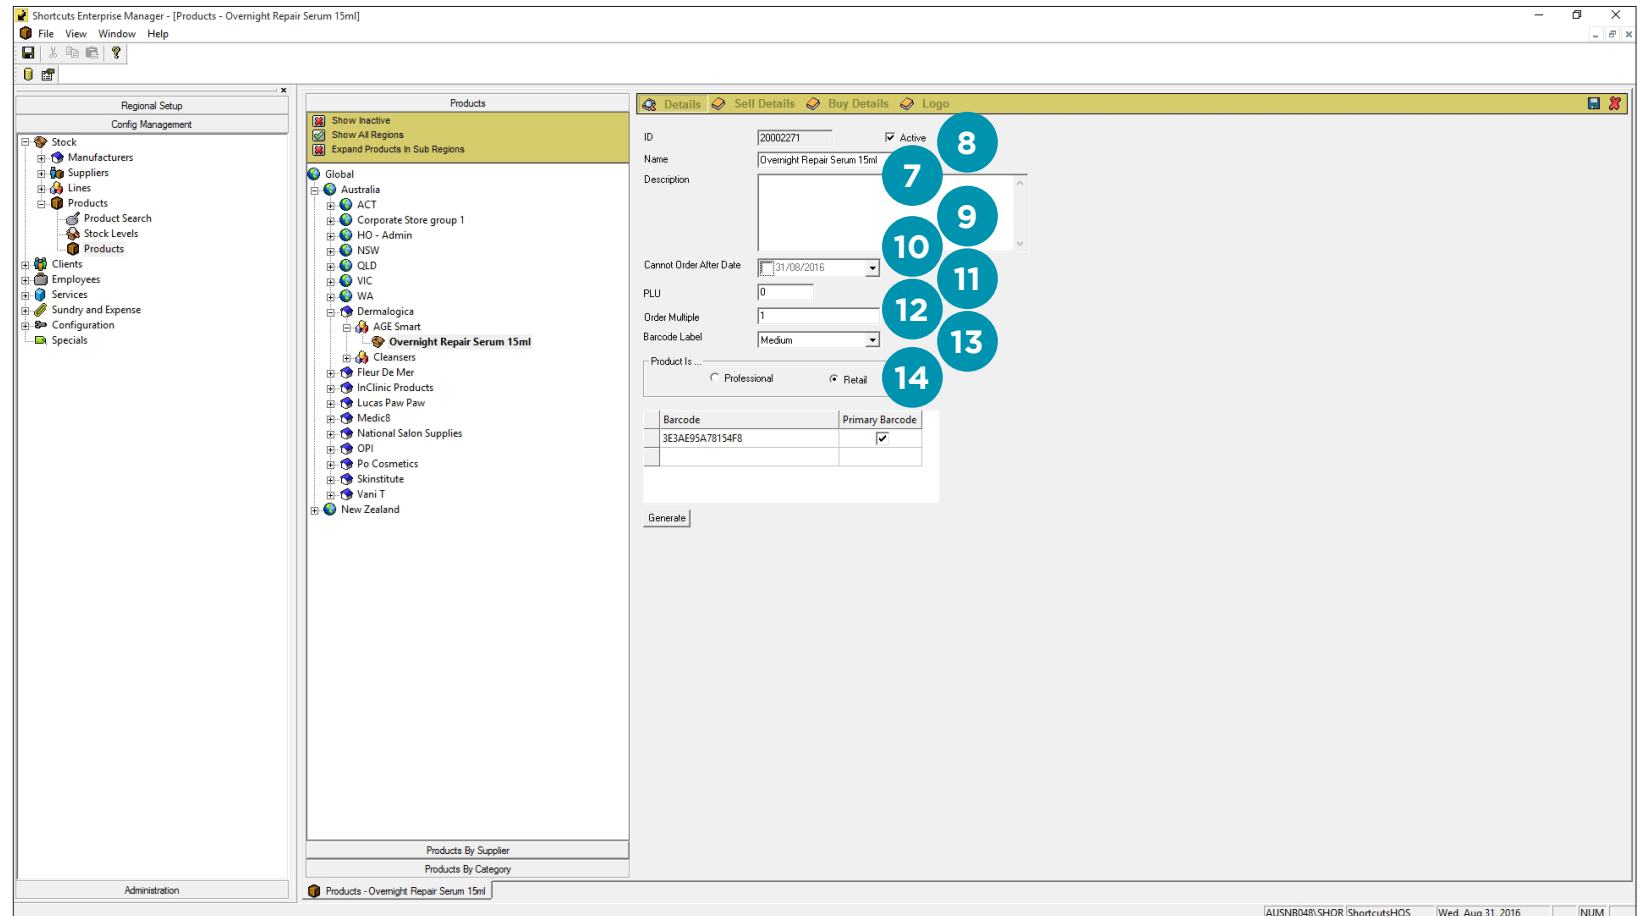 Shortcuts Enterprise Manager - [Products - Overnight Repair Serum 15ml]
File View Window Help
Regional Setup
Config Management
Stock
Manufacturers
Suppliers
Lines
Products
Product Search
Stock Levels
Products
Clients
Employees
Services
Sundry and Expense
Configuration
Specials
Administration
Products
Show Inactive
Show All Regions
Expand Products In Sub Regions
Global
Australia
ACT
Corporate Store group 1
HO - Admin
NSW
QLD
VIC
WA
Dermalogica
AGE Smart
Overnight Repair Serum 15ml
Cleansers
Fleur De Mer
InClinic Products
Lucas Paw Paw
Medic8
National Salon Supplies
OPI
Po Cosmetics
Skinstitute
Vani T
New Zealand
Products By Supplier
Products By Category
Products - Overnight Repair Serum 15ml
Details Sell Details Buy Details Logo
ID 20002271 Active 8
Name Overnight Repair Serum 15ml 7
Description
9
10
Cannot Order After Date 31/08/2016 11
PLU 0
Order Multiple 1 12
Barcode Label Medium 13
Product Is ...
Professional Retail 14
Barcode Primary Barcode
3E3AE95A78154F8
Generate
AUSNB048\SHOR ShortcutsHOS Wed, Aug 31, 2016 NUM